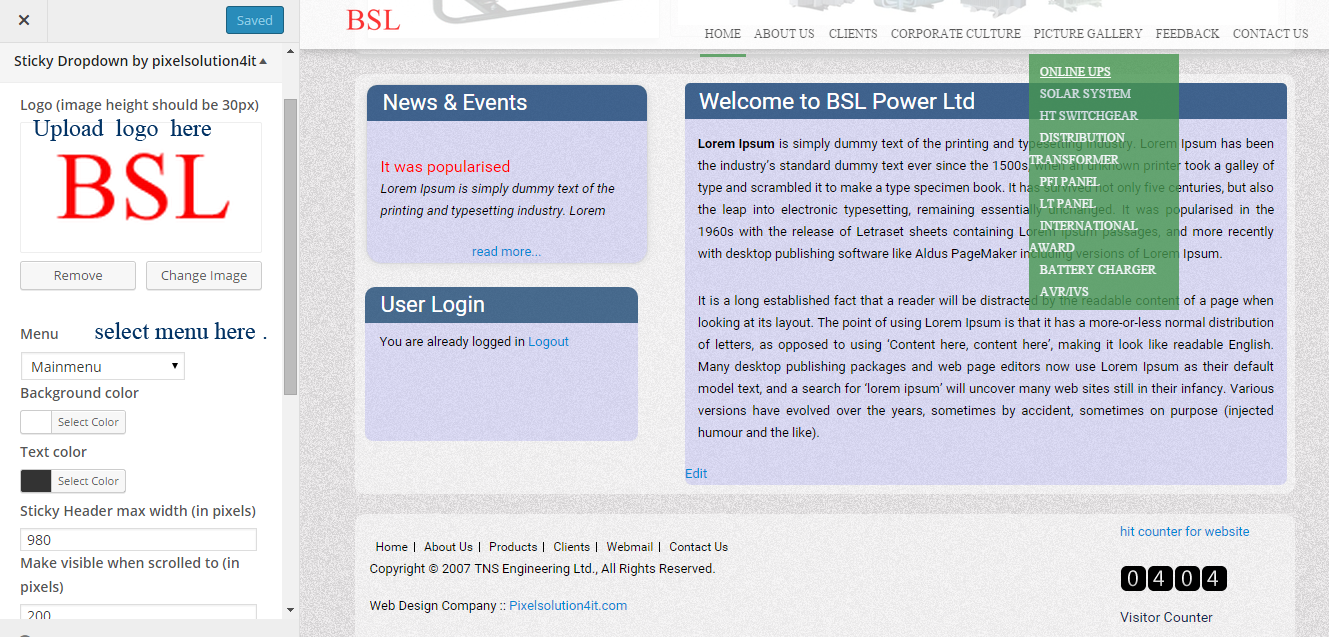 Saved
Sticky Dropdown by pixelsolution4it
Logo (image height should be 30px)
Upload logo here
BSL
Remove
Change Image
Menu
select menu here .
Mainmenu
Background color
Select Color
Text color
Select Color
Sticky Header max width (in pixels)
980
Make visible when scrolled to (in
pixels)
200
BSL
HOME ABOUT US CLIENTS CORPORATE CULTURE PICTURE GALLERY FEEDBACK CONTACT US
ONLINE UPS
SOLAR SYSTEM
HT SWITCHGEAR
DISTRIBUTION
TRANSFORMER
PFI PANEL
LT PANEL
INTERNATIONAL
AWARD
BATTERY CHARGER
AVR/IVS
News & Events
It was popularised
Lorem Ipsum is simply dummy text of the
printing and typesetting industry. Lorem
read more...
User Login
You are already logged in Logout
Welcome to BSL Power Ltd
Lorem Ipsum is simply dummy text of the printing and typesetting industry. Lorem Ipsum has been
the industry's standard dummy text ever since the 1500s, when an unknown printer took a galley of
type and scrambled it to make a type specimen book. It has survived not only five centuries, but also
the leap into electronic typesetting, remaining essentially unchanged. It was popularised in the
1960s with the release of Letraset sheets containing Lorem Ipsum passages, and more recently
with desktop publishing software like Aldus PageMaker including versions of Lorem Ipsum.
It is a long established fact that a reader will be distracted by the readable content of a page when
looking at its layout. The point of using Lorem Ipsum is that it has a more-or-less normal distribution
of letters, as opposed to using ‘Content here, content here’, making it look like readable English.
Many desktop publishing packages and web page editors now use Lorem Ipsum as their default
model text, and a search for ‘lorem ipsum’ will uncover many web sites still in their infancy. Various
versions have evolved over the years, sometimes by accident, sometimes on purpose (injected
humour and the like).
Edit
Home | About Us | Products | Clients | Webmail | Contact Us
Copyright © 2007 TNS Engineering Ltd., All Rights Reserved.
Web Design Company :: Pixelsolution4it.com
hit counter for website
0404
Visitor Counter